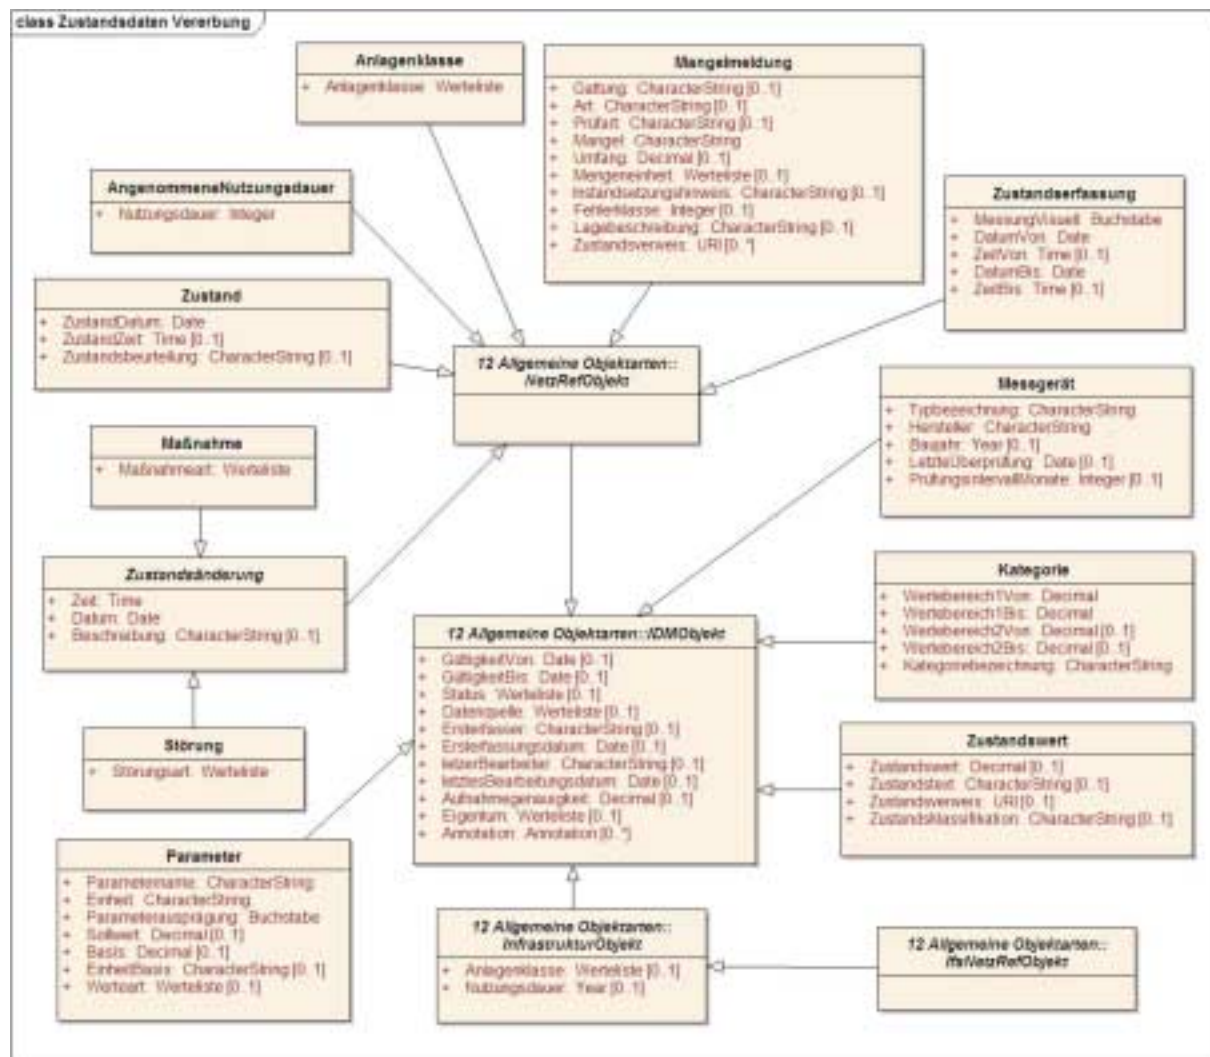 class Zustandsdaten Vererbung
Anlagenklasse
+ Anlagenklasse: Werteliste
Mangelmeldung
+ Gattung: CharacterString [0..1]
+ Art: CharacterString [0..1]
+ Prüfart: CharacterString [0..1]
+ Mangel: CharacterString
+ Umfang: Decimal [0..1]
+ Mengeneinheit: Werteliste [0..1]
+ Instandsetzungshinweis: CharacterString [0..1]
+ Fehlerklasse: Integer [0..1]
+ Lagebeschreibung: CharacterString [0..1]
+ Zustandsverweis: URI [0..*]
AngenommeneNutzungsdauer
+ Nutzungsdauer: Integer
Zustandserfassung
+ MessungVisuell: Buchstabe
+ DatumVon: Date
+ ZeitVon: Time [0..1]
+ DatumBis: Date
+ ZeitBis: Time [0..1]
Zustand
+ ZustandDatum: Date
+ ZustandZeit: Time [0..1]
+ Zustandsbeurteilung: CharacterString [0..1]
12 Allgemeine Objektarten::
NetzRefObjekt
Messgerät
+ Typbezeichnung: CharacterString
+ Hersteller: CharacterString
+ Baujahr: Year [0..1]
+ LetzteÜberprüfung: Date [0..1]
+ PrüfungsintervallMonate: Integer [0..1]
Maßnahme
+ Maßnahmeart: Werteliste
Zustandsänderung
+ Zeit: Time
+ Datum: Date
+ Beschreibung: CharacterString [0..1]
Kategorie
+ Wertebereich1Von: Decimal
+ Wertebereich1Bis: Decimal
+ Wertebereich2Von: Decimal [0..1]
+ Wertebereich2Bis: Decimal [0..1]
+ Kategoriebezeichnung: CharacterString
12 Allgemeine Objektarten::IDMObjekt
+ GültigkeitVon: Date [0..1]
+ GültigkeitBis: Date [0..1]
+ Status: Werteliste [0..1]
+ Datenquelle: Werteliste [0..1]
+ Ersterfasser: CharacterString [0..1]
+ Ersterfassungsdatum: Date [0..1]
+ letzerBearbeiter: CharacterString [0..1]
+ letztesBearbeitungsdatum: Date [0..1]
+ Aufnahmegenauigkeit: Decimal [0..1]
+ Eigentum: Werteliste [0..1]
+ Annotation: Annotation [0..*]
Störung
+ Störungsart: Werteliste
Zustandswert
+ Zustandswert: Decimal [0..1]
+ Zustandstext: CharacterString [0..1]
+ Zustandsverweis: URI [0..1]
+ Zustandsklassifikation: CharacterString [0..1]
Parameter
+ Parametername: CharacterString
+ Einheit: CharacterString
+ Parameterausprägung: Buchstabe
+ Sollwert: Decimal [0..1]
+ Basis: Decimal [0..1]
+ EinheitBasis: CharacterString [0..1]
+ Werteart: Werteliste [0..1]
12 Allgemeine Objektarten::
InfrastrukturObjekt
+ Anlagenklasse: Werteliste [0..1]
+ Nutzungsdauer: Year [0..1]
12 Allgemeine Objektarten::
IfsNetzRefObjekt